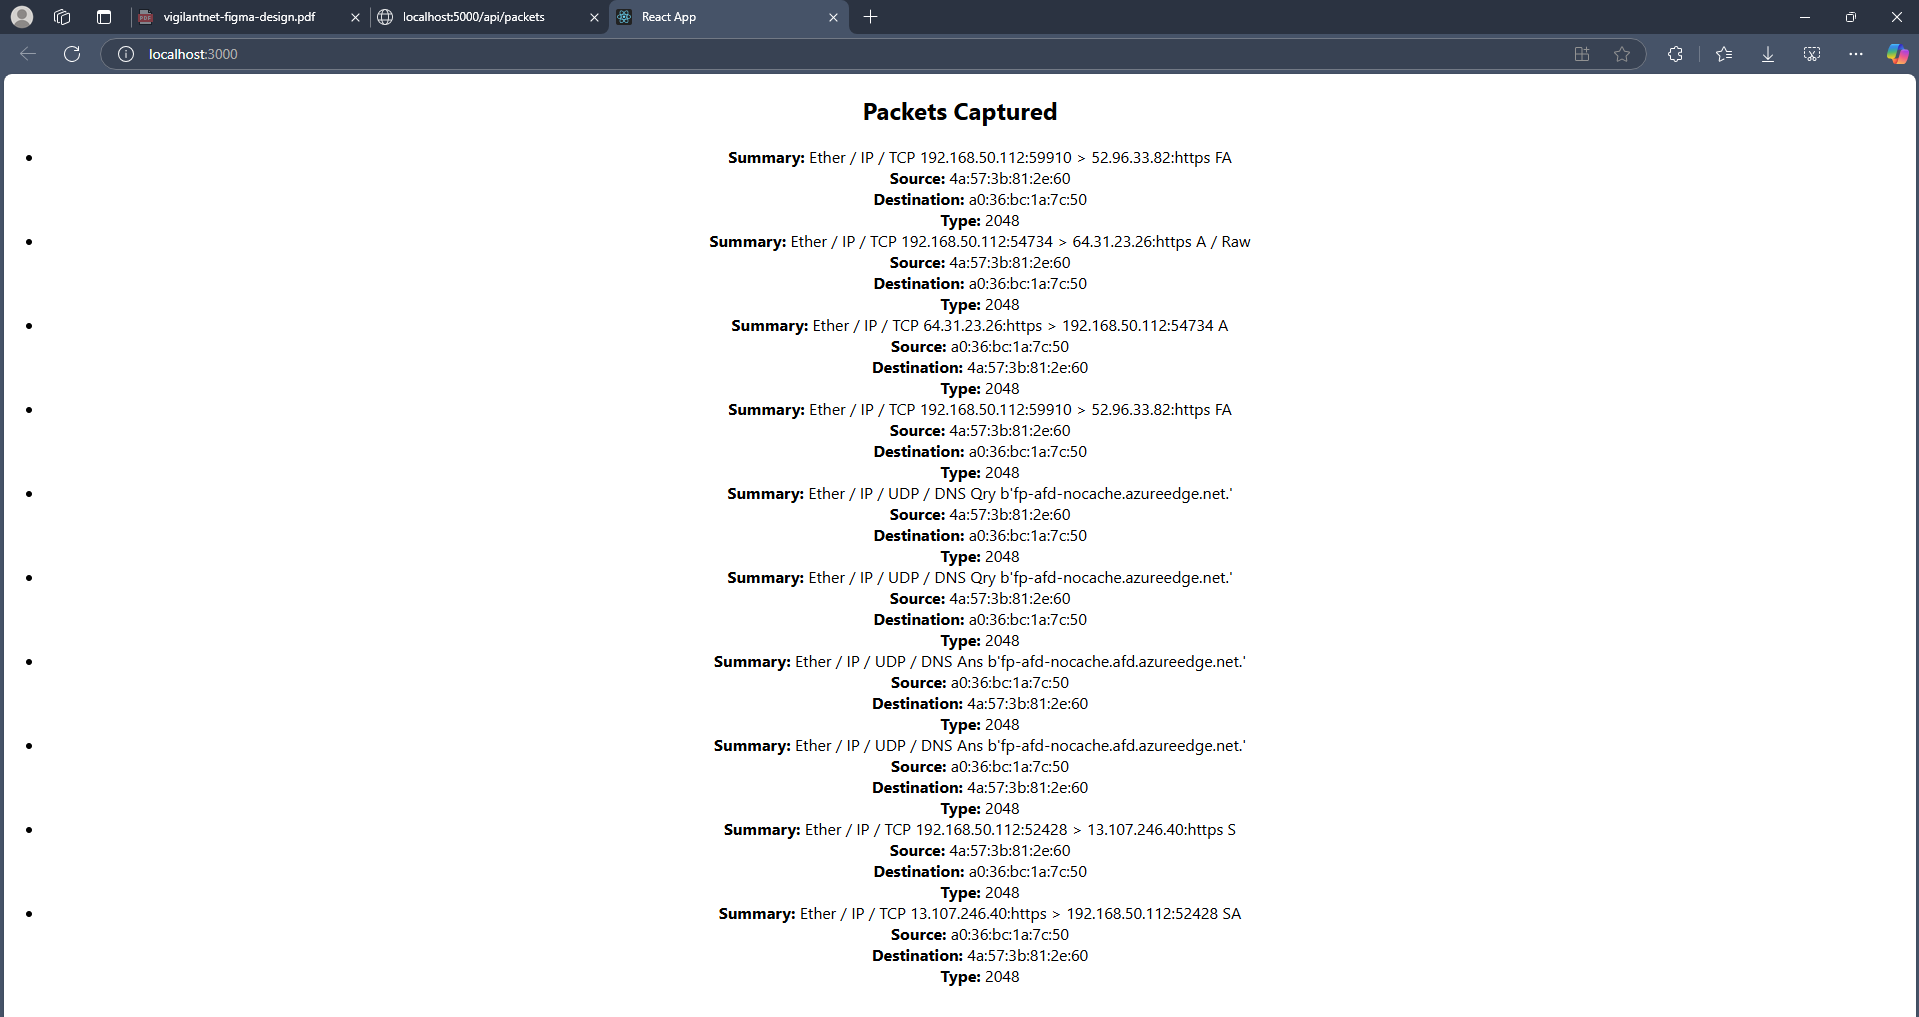 vigilantnet-figma-design.pdf
localhost:5000/api/packets
React App
localhost:3000
Packets Captured
Summary: Ether / IP / TCP 192.168.50.112:59910 > 52.96.33.82:https FA
Source: 4a:57:3b:81:2e:60
Destination: a0:36:bc:1a:7c:50
Type: 2048
Summary: Ether / IP / TCP 192.168.50.112:54734 > 64.31.23.26:https A / Raw
Source: 4a:57:3b:81:2e:60
Destination: a0:36:bc:1a:7c:50
Type: 2048
Summary: Ether / IP / TCP 64.31.23.26:https > 192.168.50.112:54734 A
Source: a0:36:bc:1a:7c:50
Destination: 4a:57:3b:81:2e:60
Type: 2048
Summary: Ether / IP / TCP 192.168.50.112:59910 > 52.96.33.82:https FA
Source: 4a:57:3b:81:2e:60
Destination: a0:36:bc:1a:7c:50
Type: 2048
Summary: Ether / IP / UDP / DNS Qry b'fp-afd-nocache.azureedge.net.'
Source: 4a:57:3b:81:2e:60
Destination: a0:36:bc:1a:7c:50
Type: 2048
Summary: Ether / IP / UDP / DNS Qry b'fp-afd-nocache.azureedge.net.'
Source: 4a:57:3b:81:2e:60
Destination: a0:36:bc:1a:7c:50
Type: 2048
Summary: Ether / IP / UDP / DNS Ans b'fp-afd-nocache.afd.azureedge.net.'
Source: a0:36:bc:1a:7c:50
Destination: 4a:57:3b:81:2e:60
Type: 2048
Summary: Ether / IP / UDP / DNS Ans b'fp-afd-nocache.afd.azureedge.net.'
Source: a0:36:bc:1a:7c:50
Destination: 4a:57:3b:81:2e:60
Type: 2048
Summary: Ether / IP / TCP 192.168.50.112:52428 > 13.107.246.40:https S
Source: 4a:57:3b:81:2e:60
Destination: a0:36:bc:1a:7c:50
Type: 2048
Summary: Ether / IP / TCP 13.107.246.40:https > 192.168.50.112:52428 SA
Source: a0:36:bc:1a:7c:50
Destination: 4a:57:3b:81:2e:60
Type: 2048